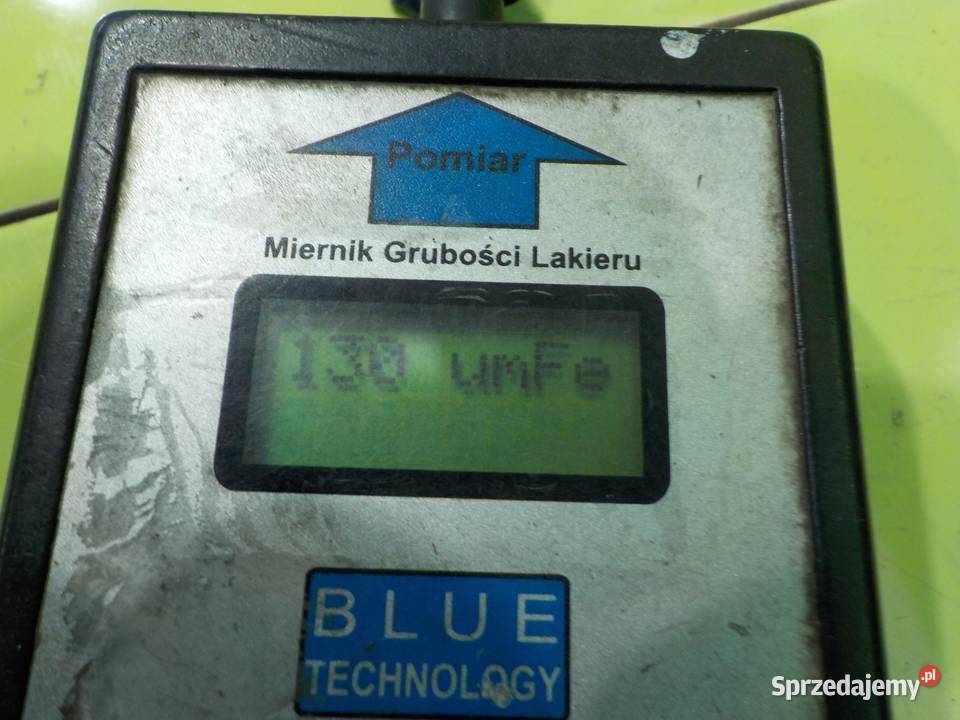 Pomiar
Miernik Grubości Lakieru
130 umFe
BLUE
TECHNOLOGY
Sprzedajemy.pl